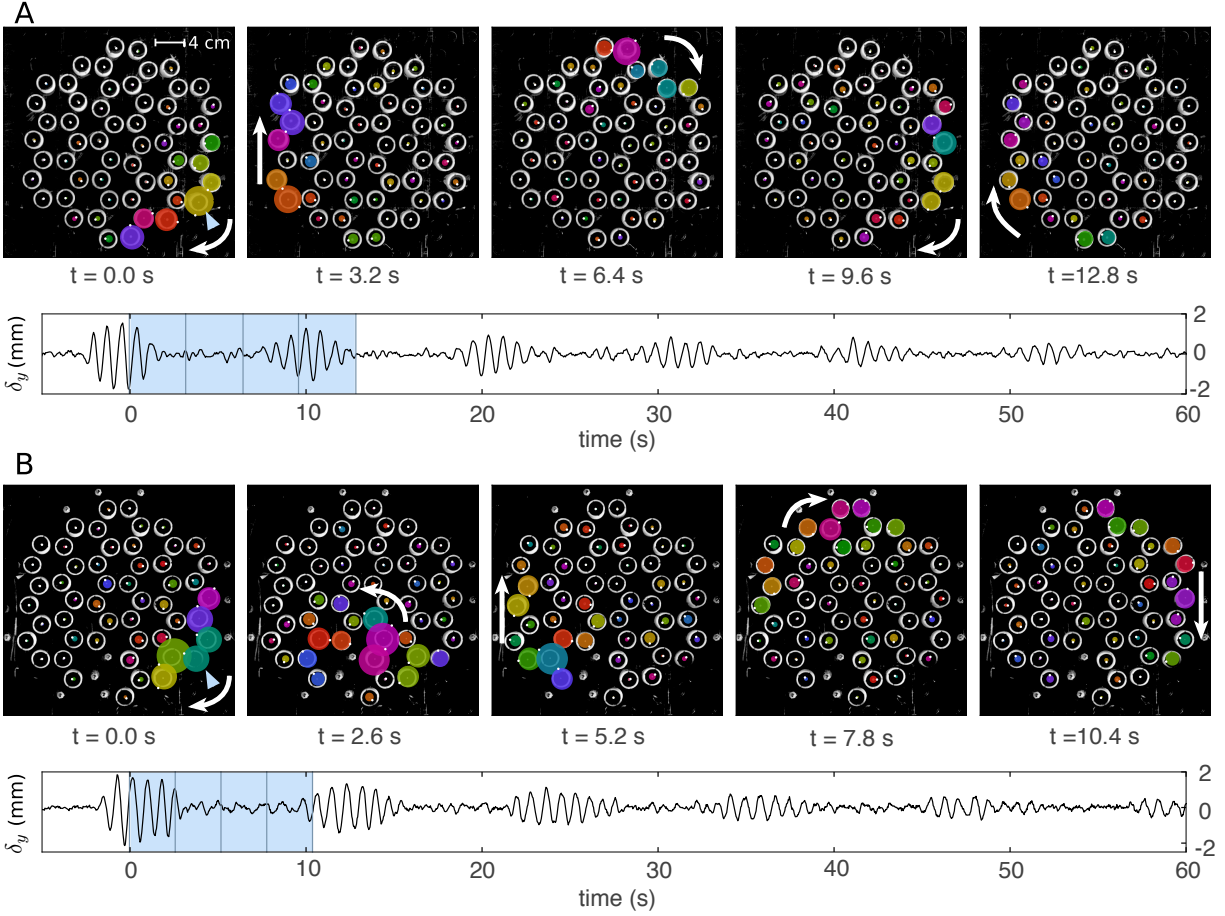 A
4 cm
t = 0.0 s
t = 3.2 s
t = 6.4 s
t = 9.6 s
t =12.8 s
δy (mm)
2
0
-2
0
10
20
30
40
50
60
time (s)
B
t = 0.0 s
t = 2.6 s
t = 5.2 s
t = 7.8 s
t =10.4 s
δy (mm)
2
0
-2
0
10
20
30
40
50
60
time (s)